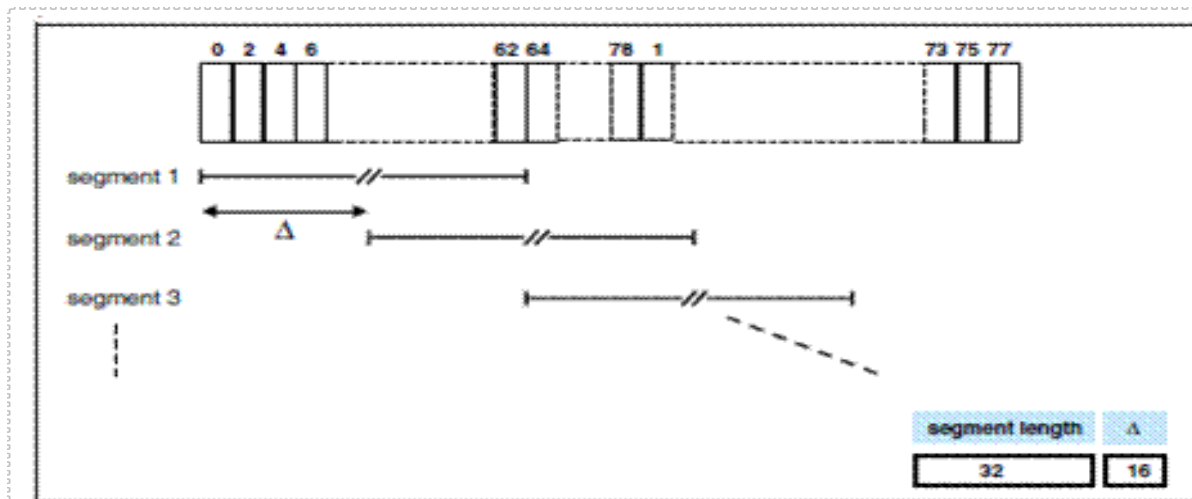 0 2 4 6 62 64 78 1 73 75 77
segment 1
Δ
segment 2
segment 3
segment length Δ
32 16